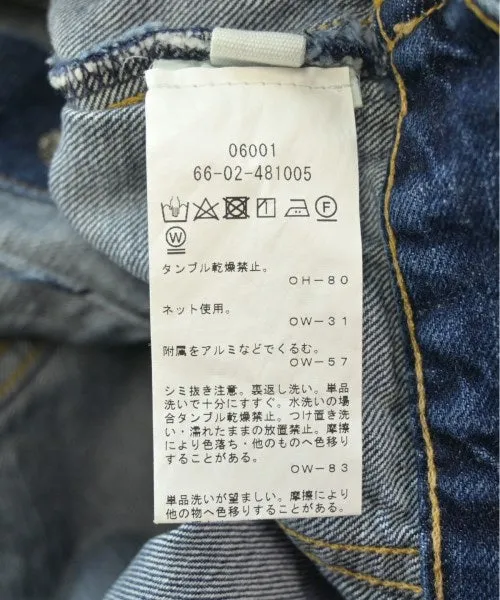 06001
66-02-481005
タンブル乾燥禁止。
OH-80
ネット使用。
OW-31
附属をアルミなどでくるむ。
OW-57
シミ抜き注意。裏返し洗い。単品
洗いで十分にすすぐ。水洗いの場
合タンブル乾燥禁止。つけ置き洗
い・濡れたままの放置禁止。摩擦
により色落ち・他のものへ色移り
することがある。
OW-83
単品洗いが望ましい。摩擦により
他の物へ色移りすることがある。